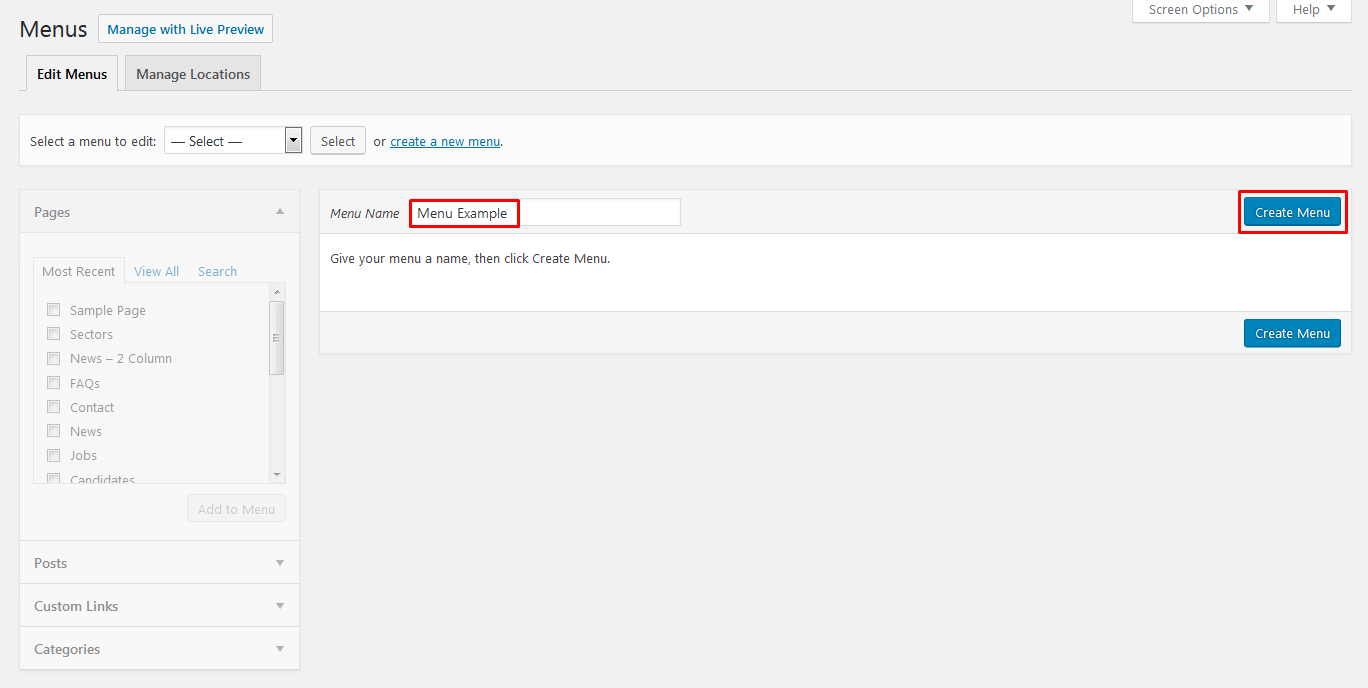 Screen Options Help
Menus Manage with Live Preview
Edit Menus Manage Locations
Select a menu to edit: — Select — Select or create a new menu.
Pages
Menu Name Menu Example Create Menu
Give your menu a name, then click Create Menu.
Create Menu
Most Recent View All Search
Sample Page
Sectors
News – 2 Column
FAQs
Contact
News
Jobs
Candidates
Add to Menu
Posts
Custom Links
Categories